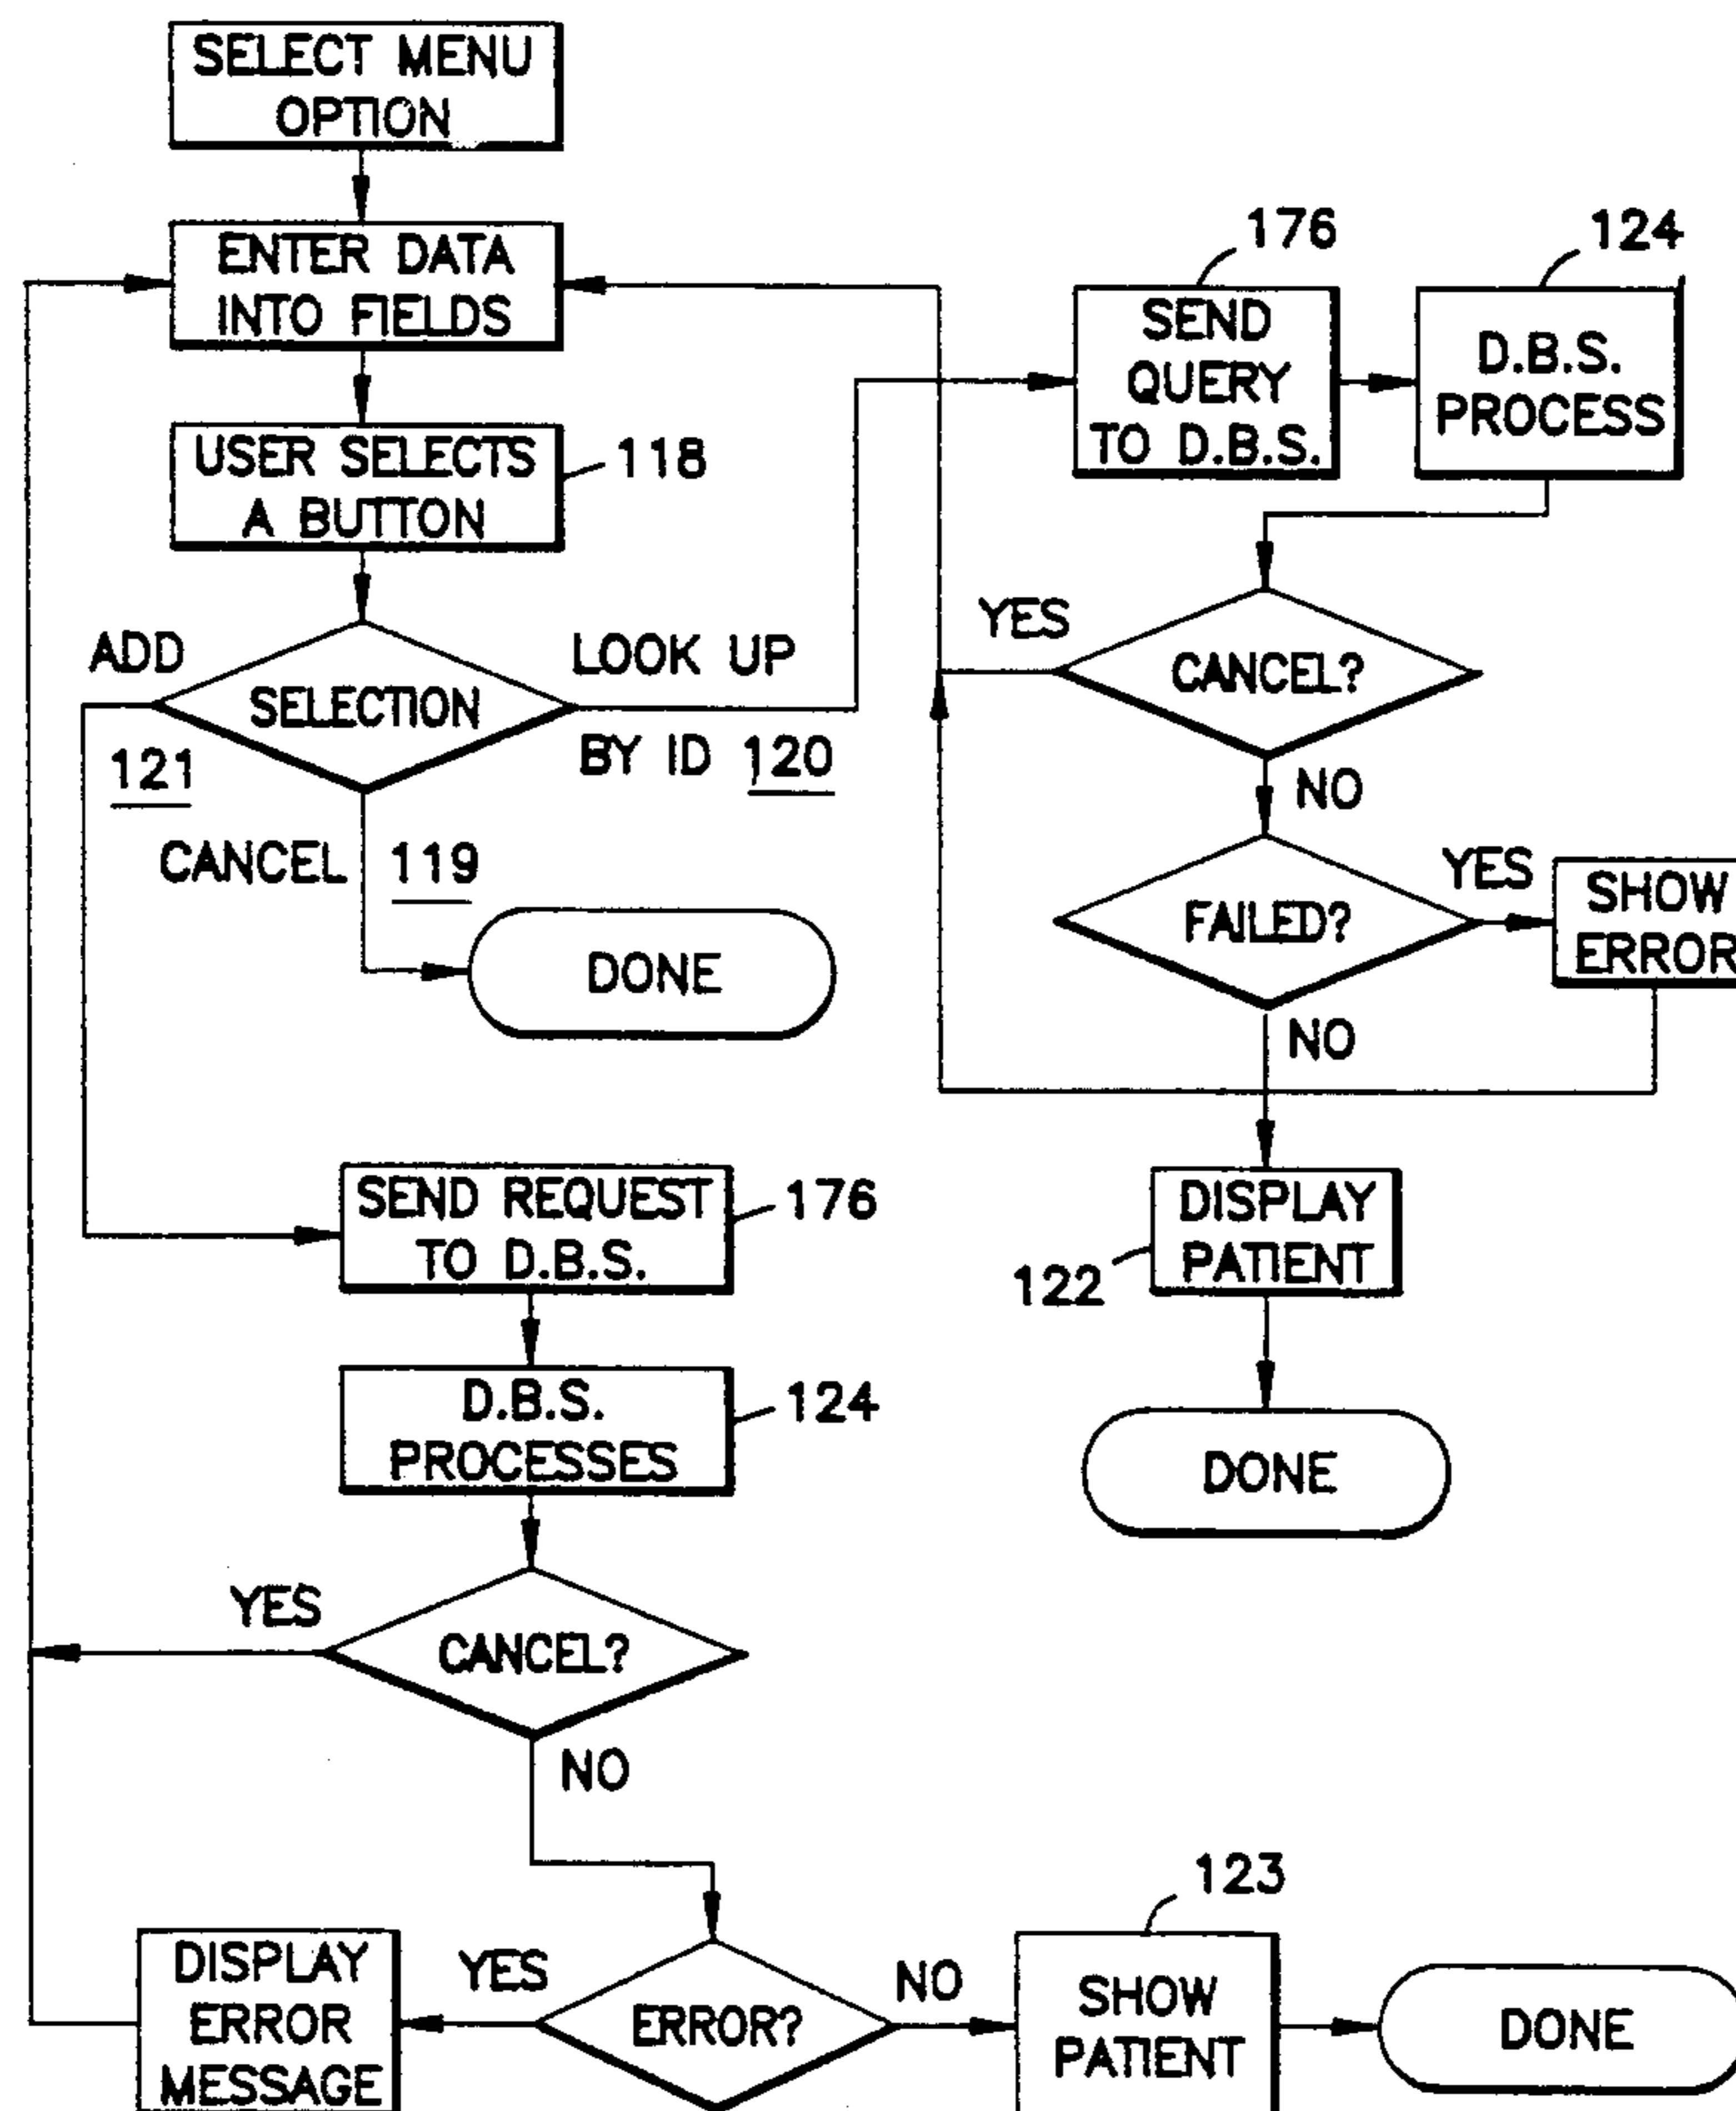 SELECT MENU
OPTION
ENTER DATA
INTO FIELDS
USER SELECTS
A BUTTON
118
ADD
SELECTION
LOOK UP
BY ID 120
121
CANCEL 119
DONE
176
SEND
QUERY
TO D.B.S.
124
D.B.S.
PROCESS
YES
CANCEL?
NO
FAILED?
YES
SHOW
ERROR
NO
DISPLAY
PATIENT
122
DONE
SEND REQUEST
TO D.B.S.
176
D.B.S.
PROCESSES
124
YES
CANCEL?
NO
DISPLAY
ERROR
MESSAGE
YES
ERROR?
NO
123
SHOW
PATIENT
DONE